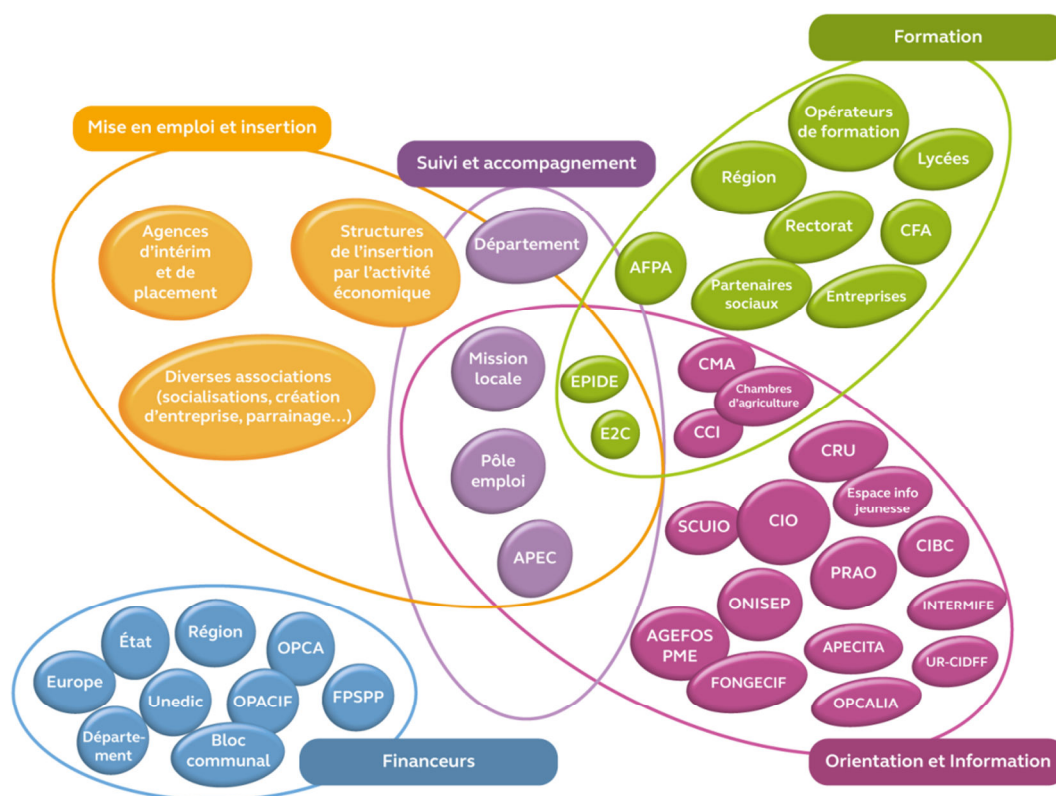 Formation
Opérateurs
de formation
Lycées
Région
Rectorat
CFA
AFPA
Partenaires
sociaux
Entreprises
Mise en emploi et insertion
Agences
d'intérim
et de
placement
Structures
de l'insertion
par l'activité
économique
Diverses associations
(socialisations, création
d'entreprise, parrainage...)
Suivi et accompagnement
Département
Mission
locale
Pôle
emploi
APEC
EPIDE
E2C
CMA
Chambres
d'agriculture
CCI
CRU
Espace info
jeunesse
SCUIO
CIO
CIBC
PRAO
ONISEP
INTERMIFE
AGEFOS
PME
APECITA
UR-CIDFF
FONGECIF
OPCALIA
Orientation et Information
État
Région
OPCA
Europe
Unedic
OPACIF
FPSPP
Départe-
ment
Bloc
communal
Financeurs